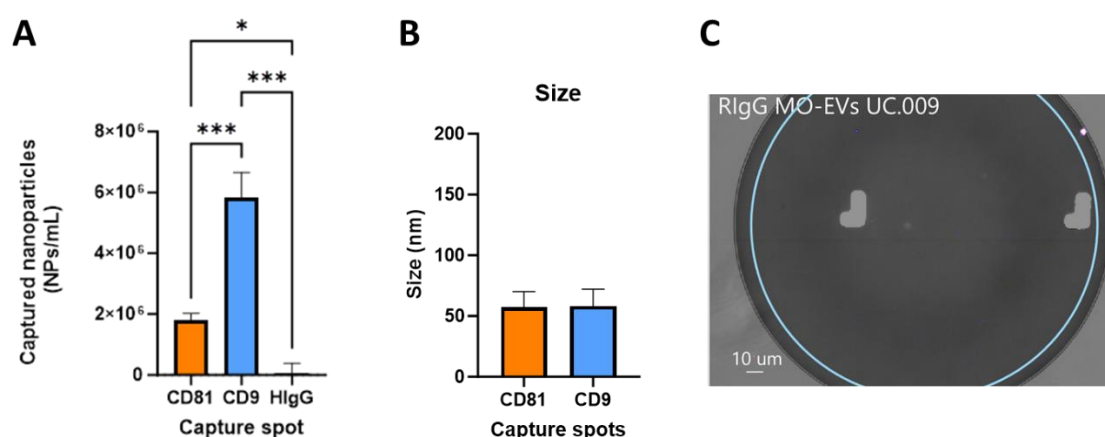 A
*
***
***
8×10⁶
6×10⁶
4×10⁶
2×10⁶
0
Captured nanoparticles
(NPs/mL)
CD81 CD9 HIgG
Capture spot
B
Size
200
150
100
50
0
Size (nm)
CD81 CD9
Capture spots
C
RIgG MO-EVs UC.009
10 um